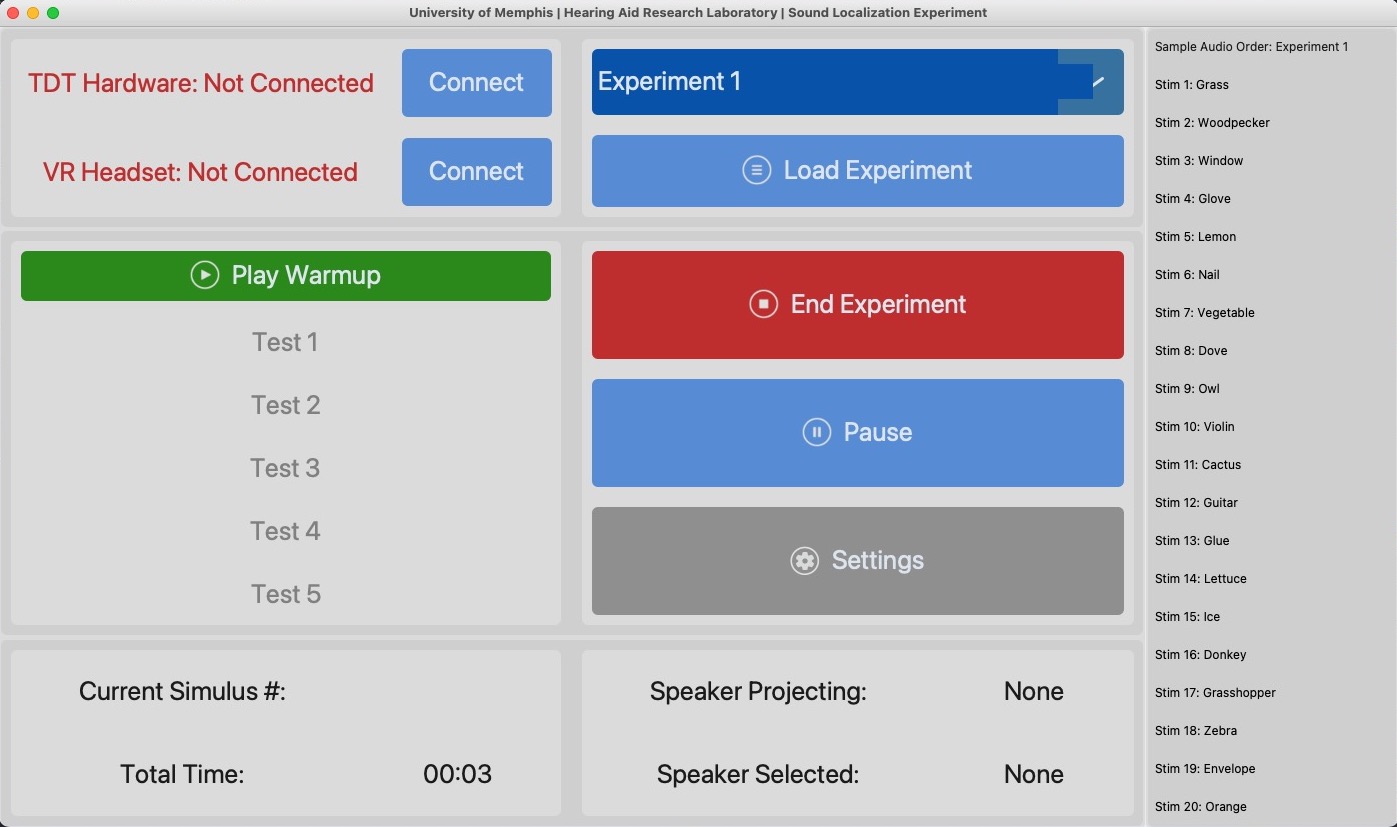 University of Memphis | Hearing Aid Research Laboratory | Sound Localization Experiment
TDT Hardware: Not Connected
Connect
VR Headset: Not Connected
Connect
Experiment 1
Load Experiment
Play Warmup
Test 1
Test 2
Test 3
Test 4
Test 5
End Experiment
Pause
Settings
Current Simulus #:
Total Time: 00:03
Speaker Projecting: None
Speaker Selected: None
Sample Audio Order: Experiment 1
Stim 1: Grass
Stim 2: Woodpecker
Stim 3: Window
Stim 4: Glove
Stim 5: Lemon
Stim 6: Nail
Stim 7: Vegetable
Stim 8: Dove
Stim 9: Owl
Stim 10: Violin
Stim 11: Cactus
Stim 12: Guitar
Stim 13: Glue
Stim 14: Lettuce
Stim 15: Ice
Stim 16: Donkey
Stim 17: Grasshopper
Stim 18: Zebra
Stim 19: Envelope
Stim 20: Orange